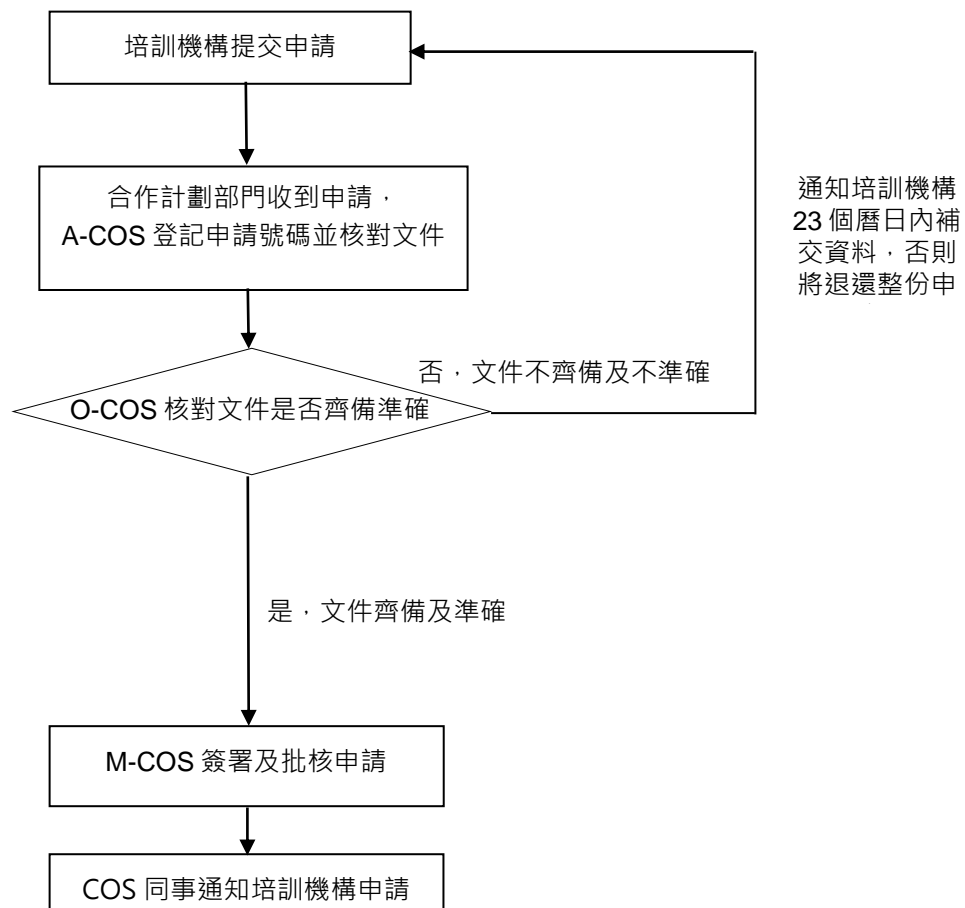 培訓機構提交申請
合作計劃部門收到申請，
A-COS 登記申請號碼並核對文件
通知培訓機構
23 個曆日內補
交資料，否則
將退還整份申
否，文件不齊備及不準確
O-COS 核對文件是否齊備準確
是，文件齊備及準確
M-COS 簽署及批核申請
COS 同事通知培訓機構申請